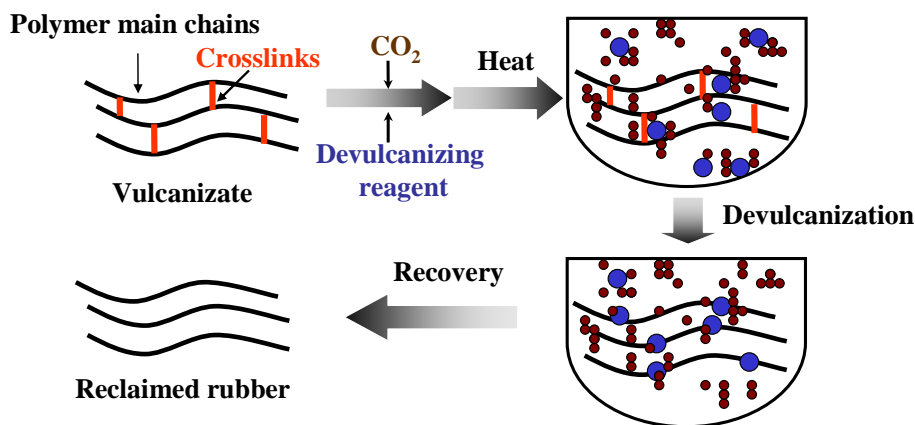 Polymer main chains
Crosslinks
CO₂
Heat
Devulcanizing
reagent
Vulcanizate
Devulcanization
Recovery
Reclaimed rubber